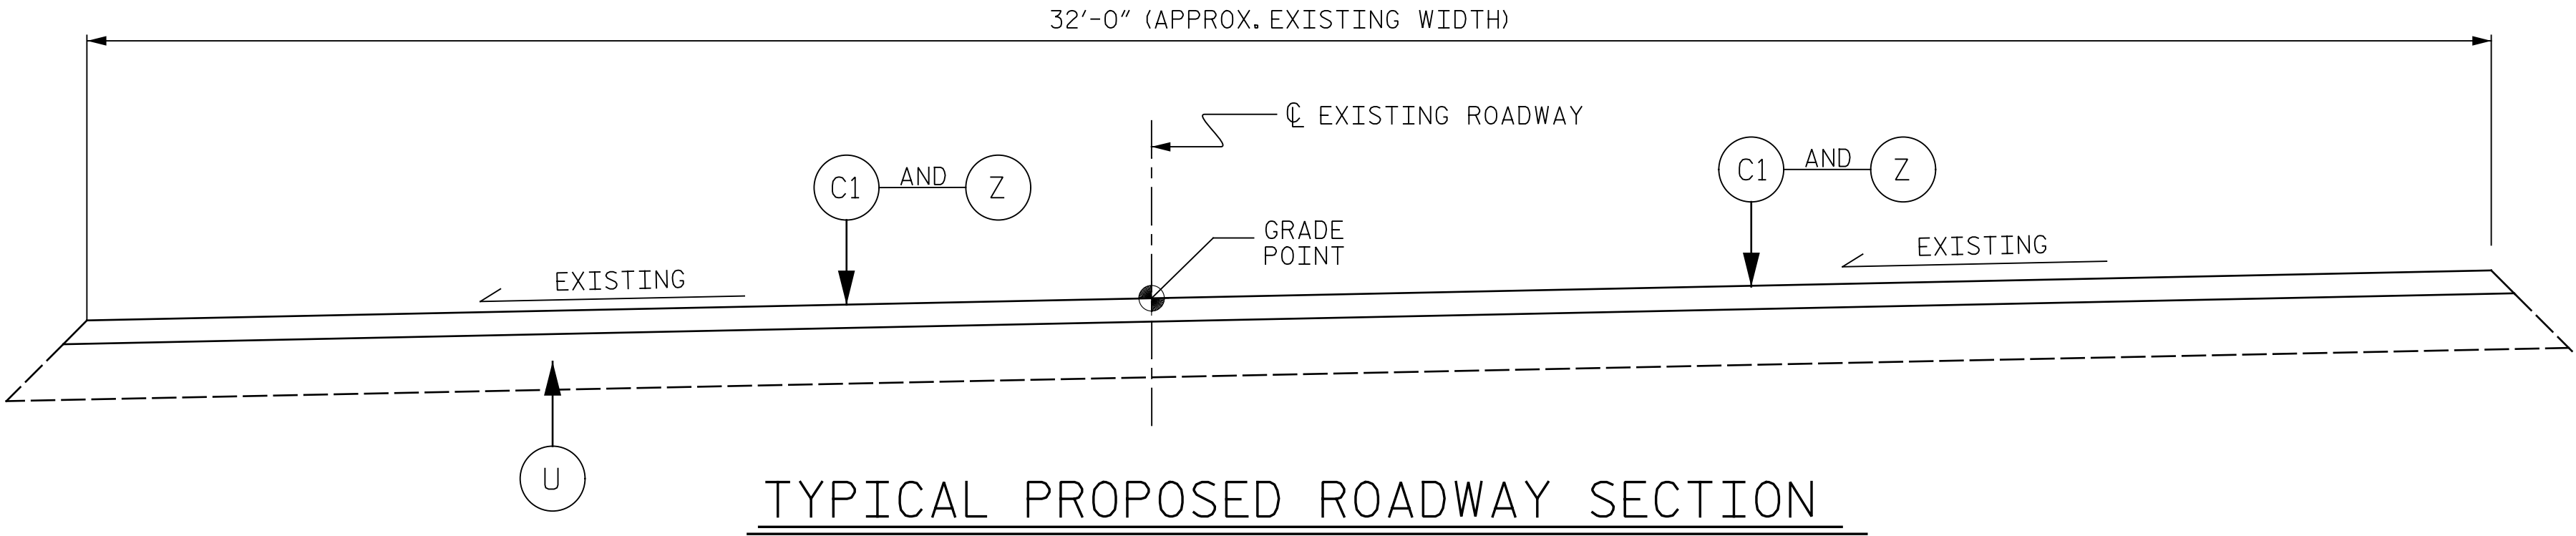 32'-0" (APPROX. EXISTING WIDTH)
℄ EXISTING ROADWAY
C1 AND Z
C1 AND Z
GRADE
POINT
EXISTING
EXISTING
U
TYPICAL PROPOSED ROADWAY SECTION